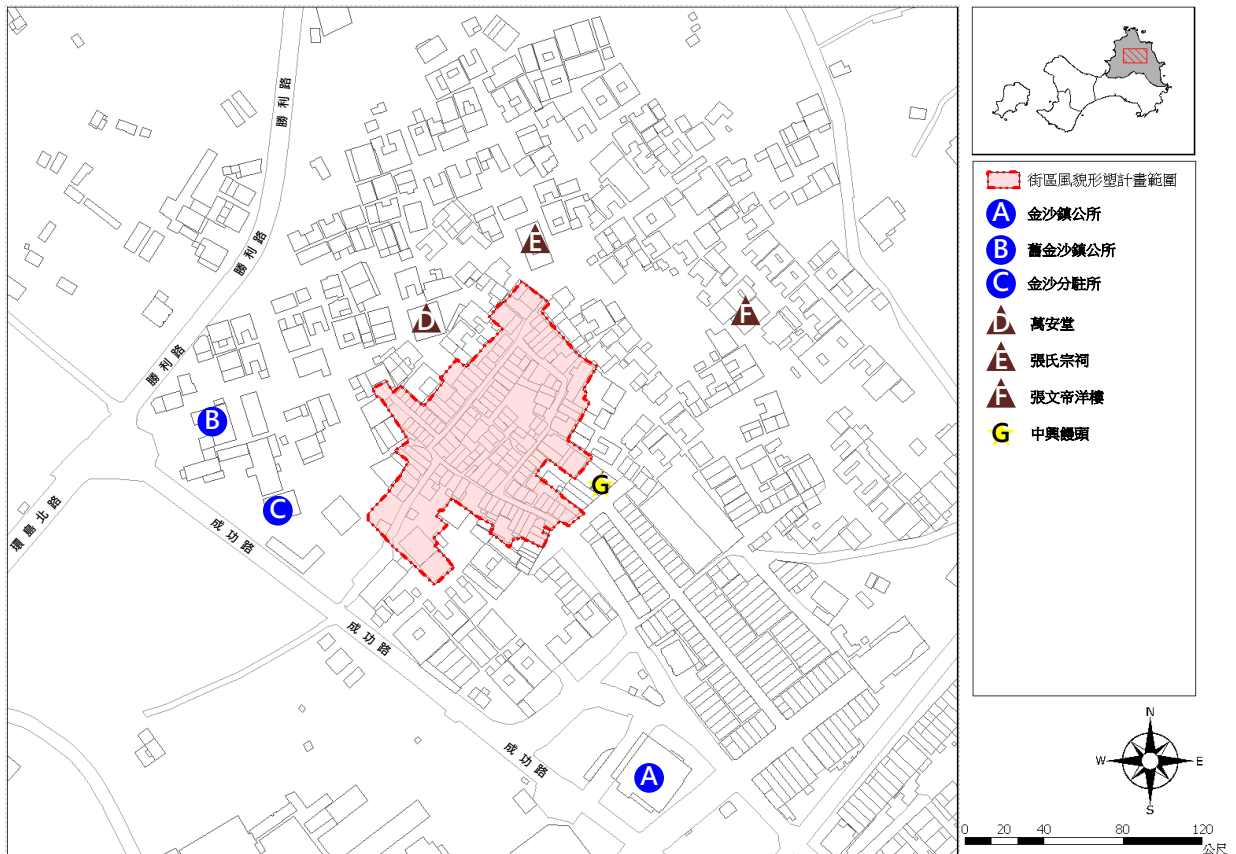 勝利路
勝利路
勝利路
環島北路
成功路
成功路
成功路
E
D
F
B
G
C
A
街區風貌形塑計畫範圍
A 金沙鎮公所
B 舊金沙鎮公所
C 金沙分駐所
D 萬安堂
E 張氏宗祠
F 張文帝洋樓
G 中興饅頭
N
W E
S
0 20 40 80 120
公尺